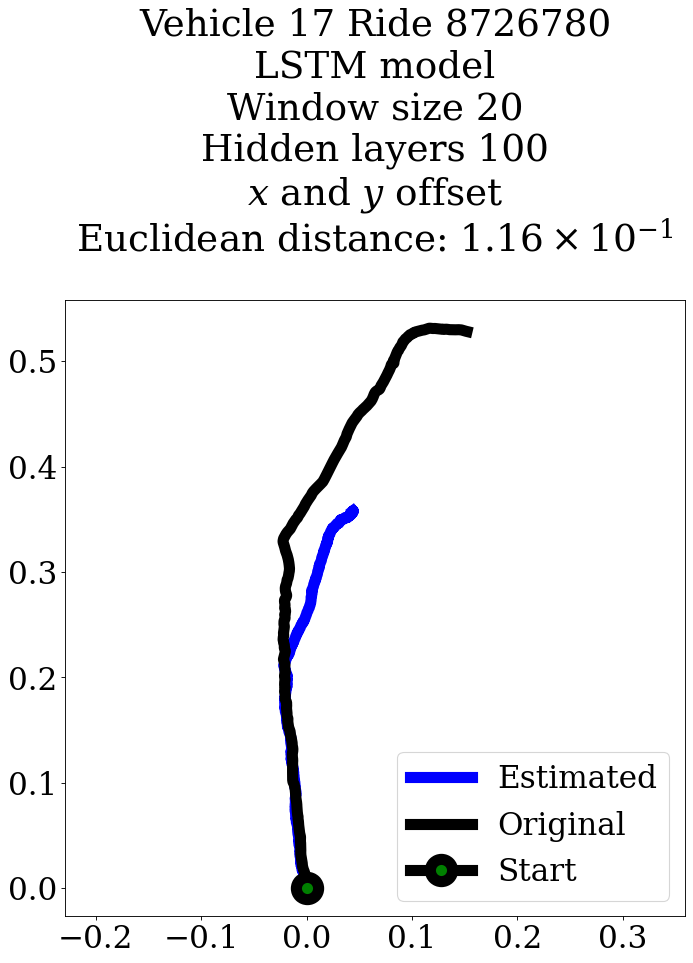 Vehicle 17 Ride 8726780
LSTM model
Window size 20
Hidden layers 100
x and y offset
Euclidean distance: 1.16 × 10⁻¹
0.5
0.4
0.3
0.2
0.1
0.0
Estimated
Original
Start
−0.2 −0.1 0.0 0.1 0.2 0.3